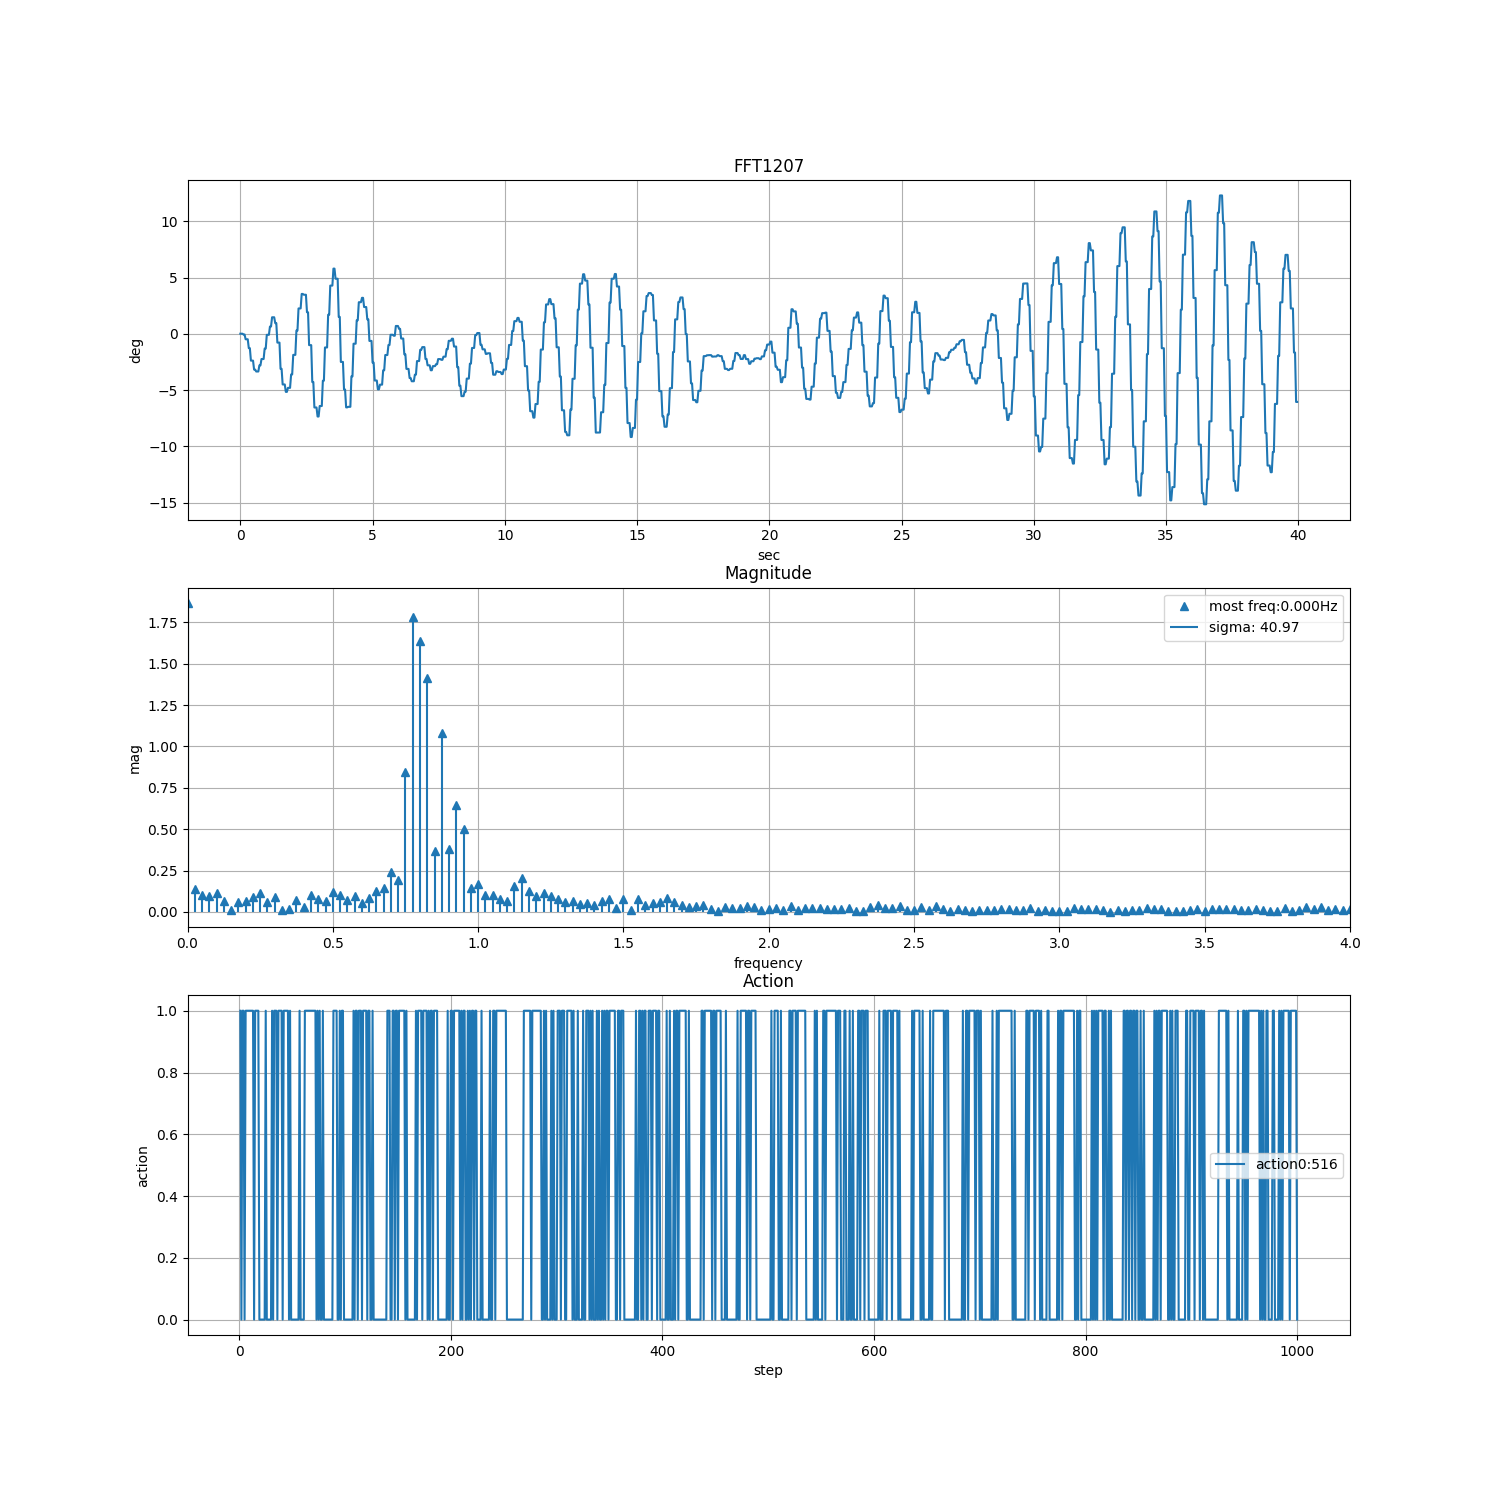 FFT1207
10
5
0
−5
−10
−15
deg
0 5 10 15 20 25 30 35 40
sec
Magnitude
most freq:0.000Hz
sigma: 40.97
1.75
1.50
1.25
1.00
0.75
0.50
0.25
0.00
mag
0.0 0.5 1.0 1.5 2.0 2.5 3.0 3.5 4.0
frequency
Action
1.0
0.8
0.6
0.4
0.2
0.0
action
action0:516
0 200 400 600 800 1000
step